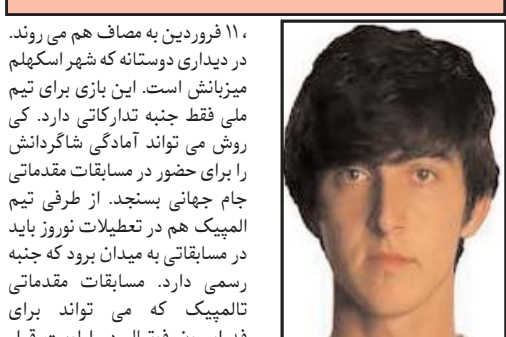 ، ۱۱ فروردین به مصاف هم می روند.
در دیداری دوستانه که شهر اسکهلم
میزبانش است. این بازی برای تیم
ملی فقط جنبه تدارکاتی دارد. کی
روش می تواند آمادگی شاگردانش
را برای حضور در مسابقات مقدماتی
جام جهانی بسنجد. از طرفی تیم
المپیک هم در تعطیلات نوروز باید
در مسابقاتی به میدان برود که جنبه
رسمی دارد. مسابقات مقدماتی
تالمپیک که می تواند برای